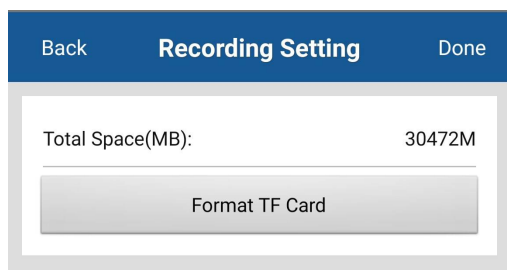 Back Recording Setting Done
Total Space(MB): 30472M
Format TF Card